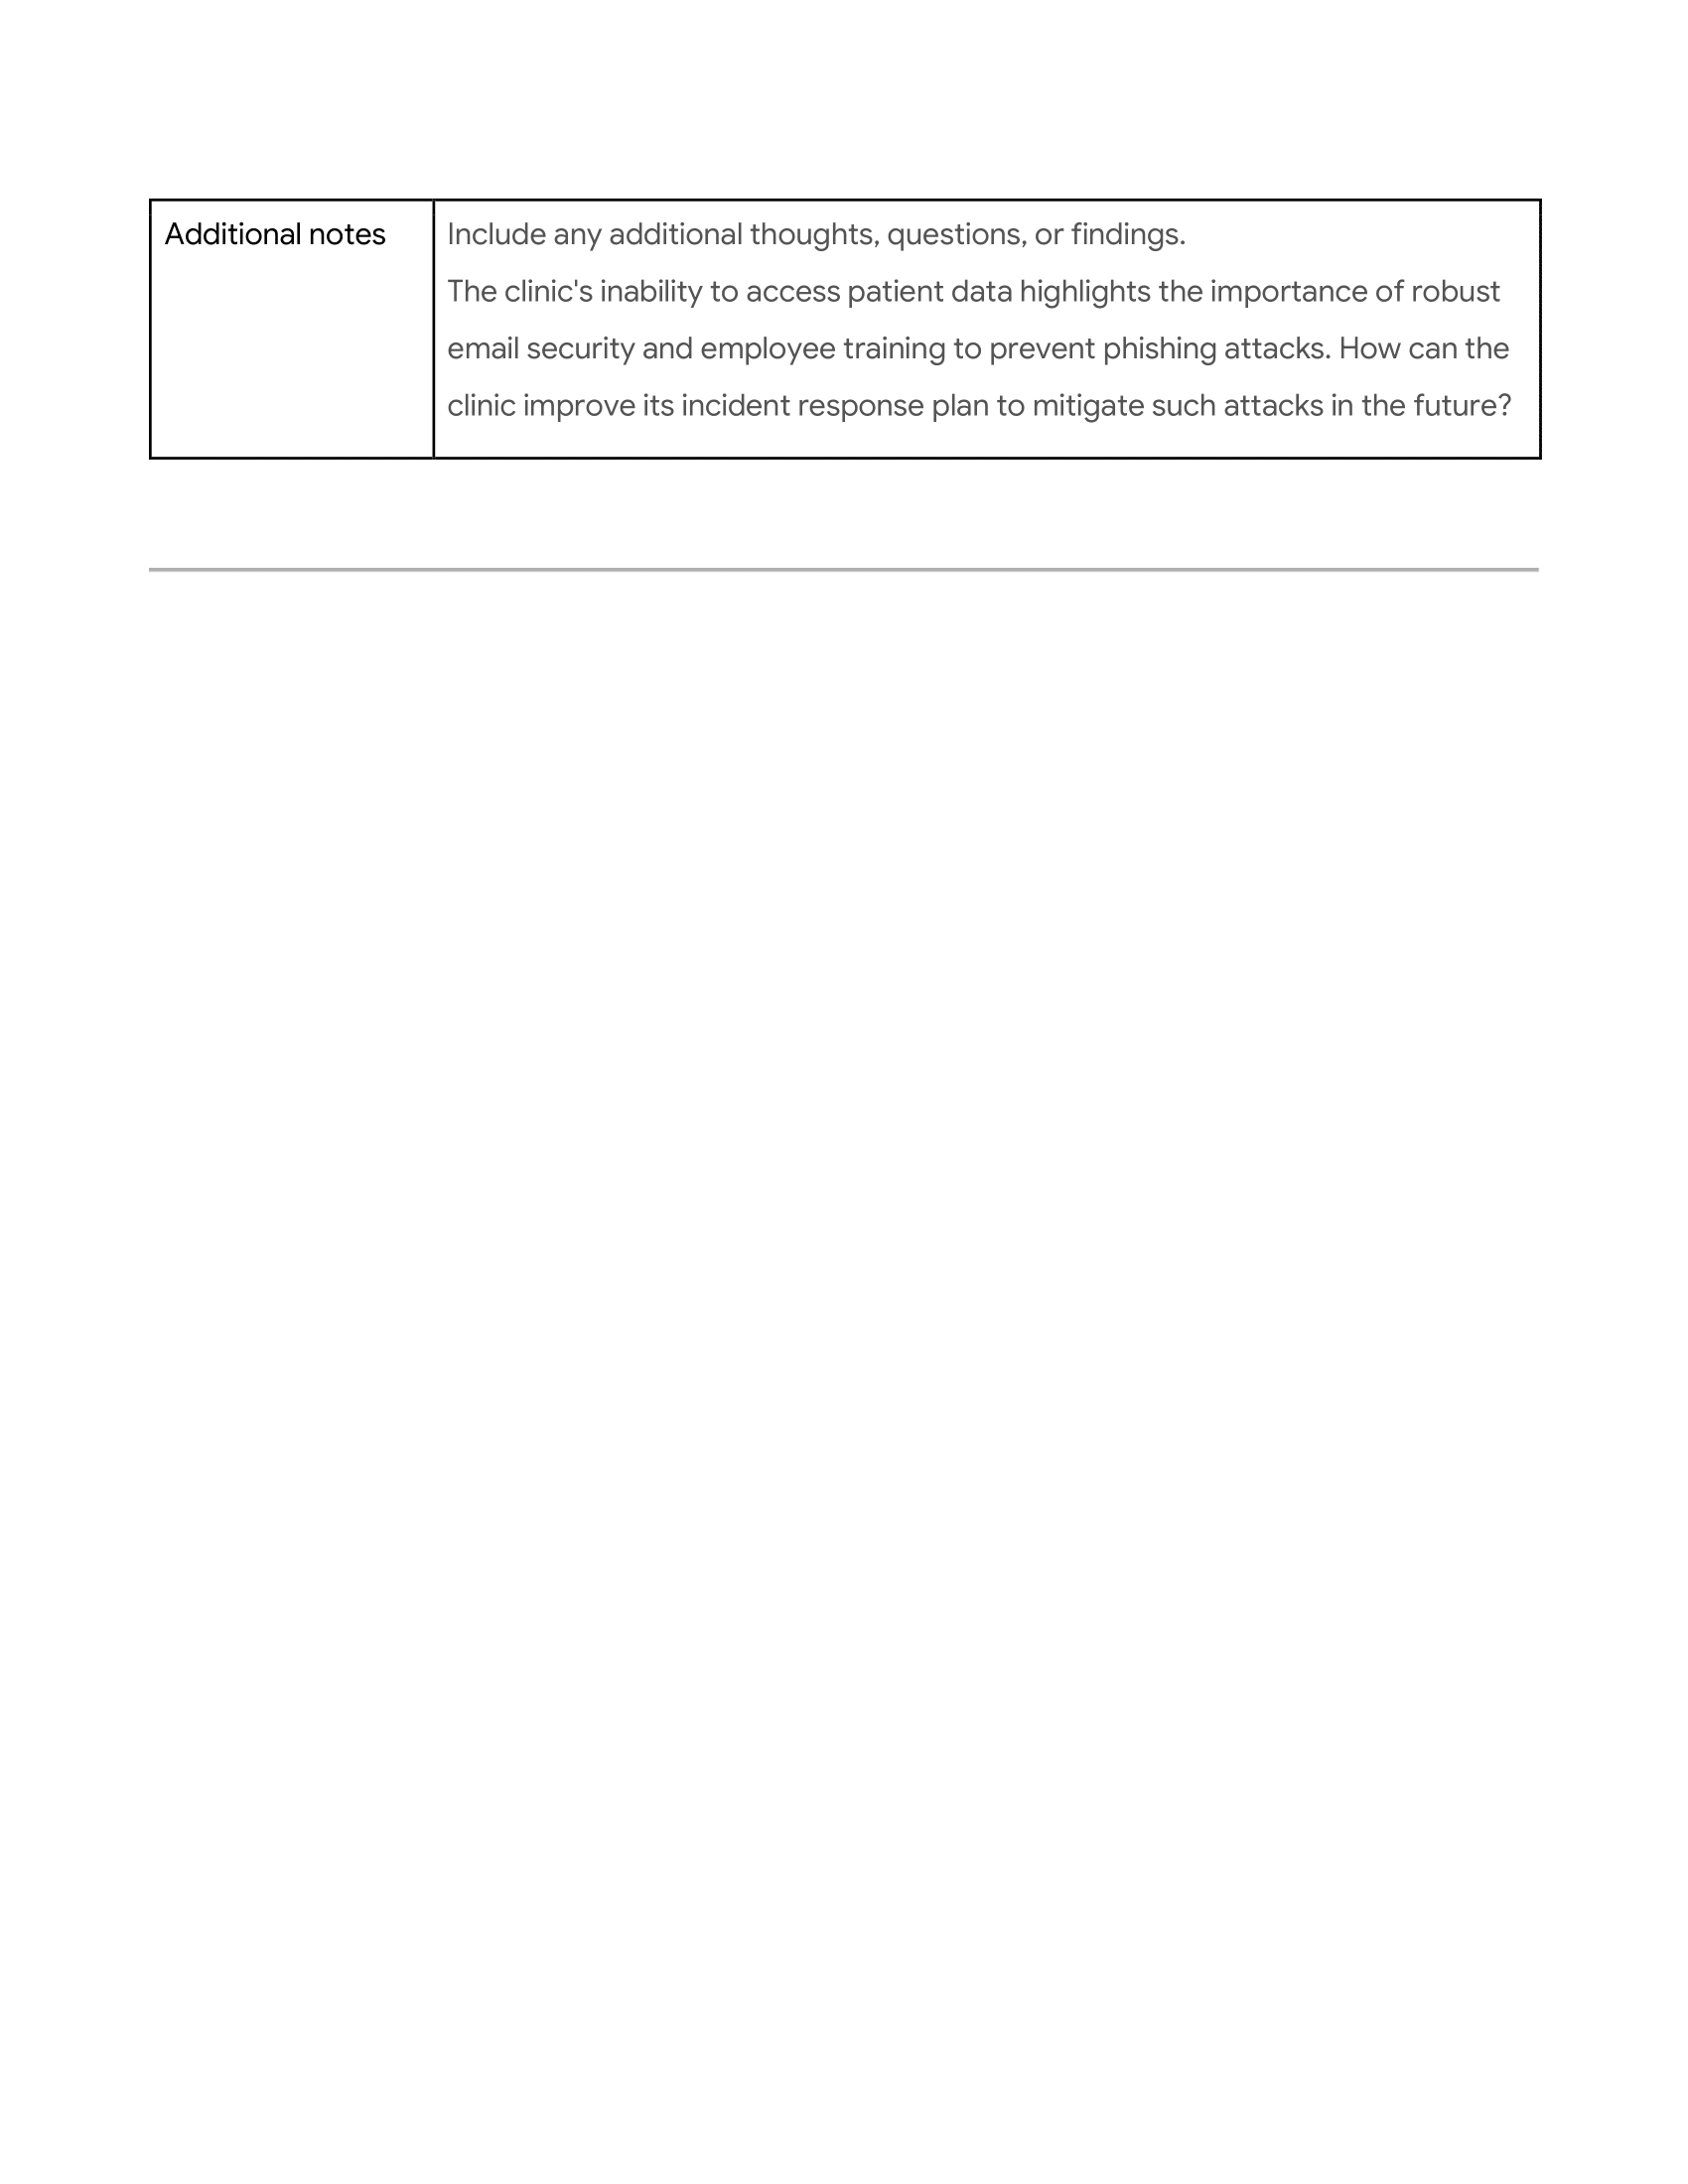 Additional notes
Include any additional thoughts, questions, or findings.
The clinic's inability to access patient data highlights the importance of robust
email security and employee training to prevent phishing attacks. How can the
clinic improve its incident response plan to mitigate such attacks in the future?